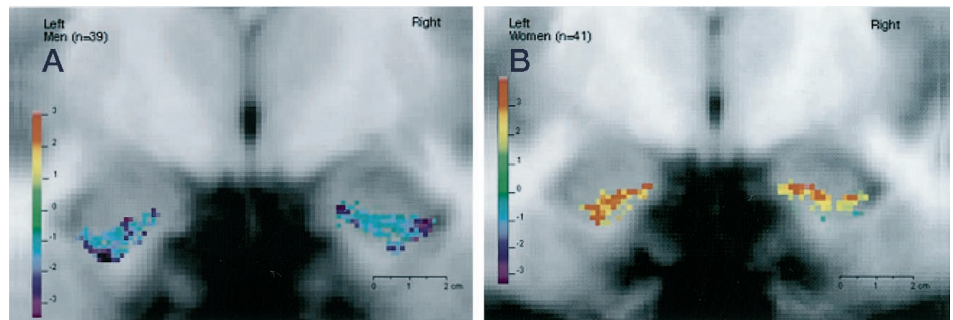 Left
Men (n=39)
Right
A
3
2
1
0
-1
-2
-3
0 1 2 cm
Left
Women (n=41)
Right
B
3
2
1
0
-1
-2
-3
0 1 2 cm